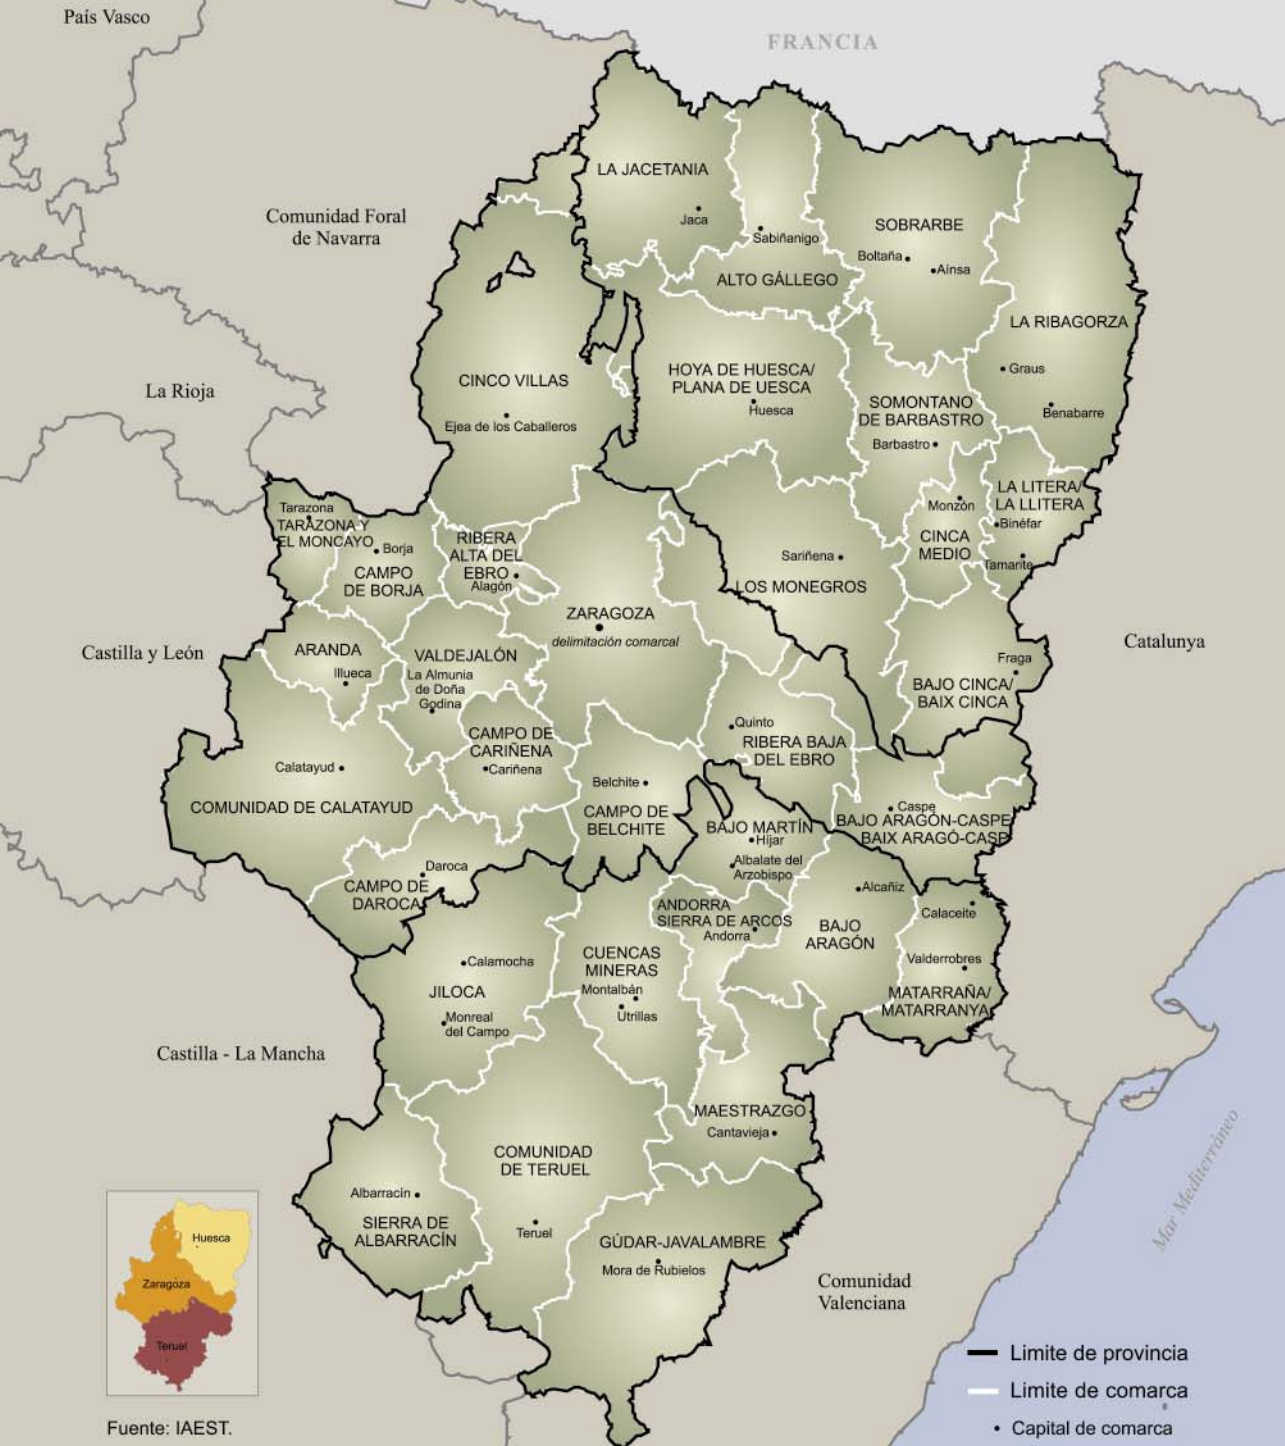 País Vasco
FRANCIA
Comunidad Foral
de Navarra
La Rioja
Castilla y León
Castilla - La Mancha
Catalunya
Comunidad
Valenciana
Mar Mediterráneo
LA JACETANIA
Jaca
Sabiñanigo
ALTO GÁLLEGO
SOBRARBE
Boltaña
Aínsa
LA RIBAGORZA
Graus
Benabarre
CINCO VILLAS
Ejea de los Caballeros
HOYA DE HUESCA/
PLANA DE UESCA
Huesca
SOMONTANO
DE BARBASTRO
Barbastro
Monzón
CINCA
MEDIO
LA LITERA/
LA LLITERA
Binéfar
Tamarite
Tarazona
TARAZONA Y
EL MONCAYO
Borja
CAMPO
DE BORJA
RIBERA
ALTA DEL
EBRO
Alagón
Sariñena
LOS MONEGROS
ZARAGOZA
delimitación comarcal
ARANDA
Illueca
VALDEJALÓN
La Almunia
de Doña
Godina
Fraga
BAJO CINCA/
BAIX CINCA
CAMPO DE
CARIÑENA
Cariñena
Quinto
RIBERA BAJA
DEL EBRO
Calatayud
COMUNIDAD DE CALATAYUD
Belchite
CAMPO DE
BELCHITE
Caspe
BAJO ARAGÓN-CASPE
BAIX ARAGÓ-CASP
BAJO MARTÍN
Híjar
Albalate del
Arzobispo
Daroca
CAMPO DE
DAROCA
Alcañiz
BAJO
ARAGÓN
ANDORRA
SIERRA DE ARCOS
Andorra
Calaceite
Valderrobres
MATARRAÑA/
MATARRANYA
Calamocha
JILOCA
Monreal
del Campo
CUENCAS
MINERAS
Montalbán
Utrillas
MAESTRAZGO
Cantavieja
COMUNIDAD
DE TERUEL
Teruel
Albarracín
SIERRA DE
ALBARRACÍN
GÚDAR-JAVALAMBRE
Mora de Rubielos
Huesca
Zaragoza
Teruel
Fuente: IAEST.
Limite de provincia
Limite de comarca
Capital de comarca